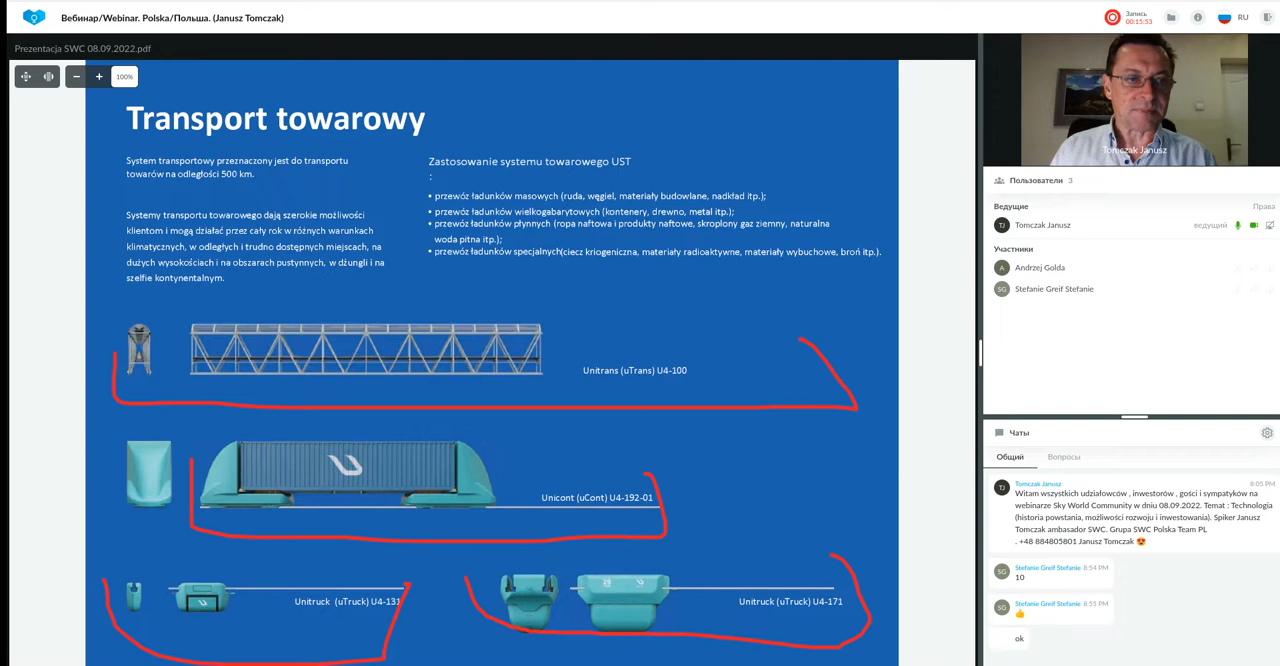 Вебинар/Webinar. Polska/Польша. (Janusz Tomczak)
Запись
00:15:53
RU
Prezentacja SWC 08.09.2022.pdf
100%
Transport towarowy
System transportowy przeznaczony jest do transportu
towarów na odległości 500 km.
Systemy transportu towarowego dają szerokie możliwości
klientom i mogą działać przez cały rok w różnych warunkach
klimatycznych, w odległych i trudno dostępnych miejscach, na
dużych wysokościach i na obszarach pustynnych, w dżungli i na
szelfie kontynentalnym.
Zastosowanie systemu towarowego UST
:
• przewóz ładunków masowych (ruda, węgiel, materiały budowlane, nadkład itp.);
• przewóz ładunków wielkogabarytowych (kontenery, drewno, metal itp.);
• przewóz ładunków płynnych (ropa naftowa i produkty naftowe, skroplony gaz ziemny, naturalna
woda pitna itp.);
• przewóz ładunków specjalnych(ciecz kriogeniczna, materiały radioaktywne, materiały wybuchowe, broń itp.).
Unitrans (uTrans) U4-100
Unicont (uCont) U4-192-01
Unitruck (uTruck) U4-131
Unitruck (uTruck) U4-171
Tomczak Janusz
Пользователи 3
Ведущие
Права
TJ
Tomczak Janusz
ведущий
Участники
A
Andrzej Golda
SG
Stefanie Greif Stefanie
Чаты
Общий
Вопросы
TJ
Tomczak Janusz
8:05 PM
Witam wszystkich udziałowców , inwestorów , gości i sympatyków na
webinarze Sky World Community w dniu 08.09.2022. Temat : Technologia
(historia powstania, możliwości rozwoju i inwestowania). Spiker Janusz
Tomczak ambasador SWC. Grupa SWC Polska Team PL
. +48 884805801 Janusz Tomczak 😍
SG
Stefanie Greif Stefanie
8:54 PM
10
SG
Stefanie Greif Stefanie
8:55 PM
👍
ok